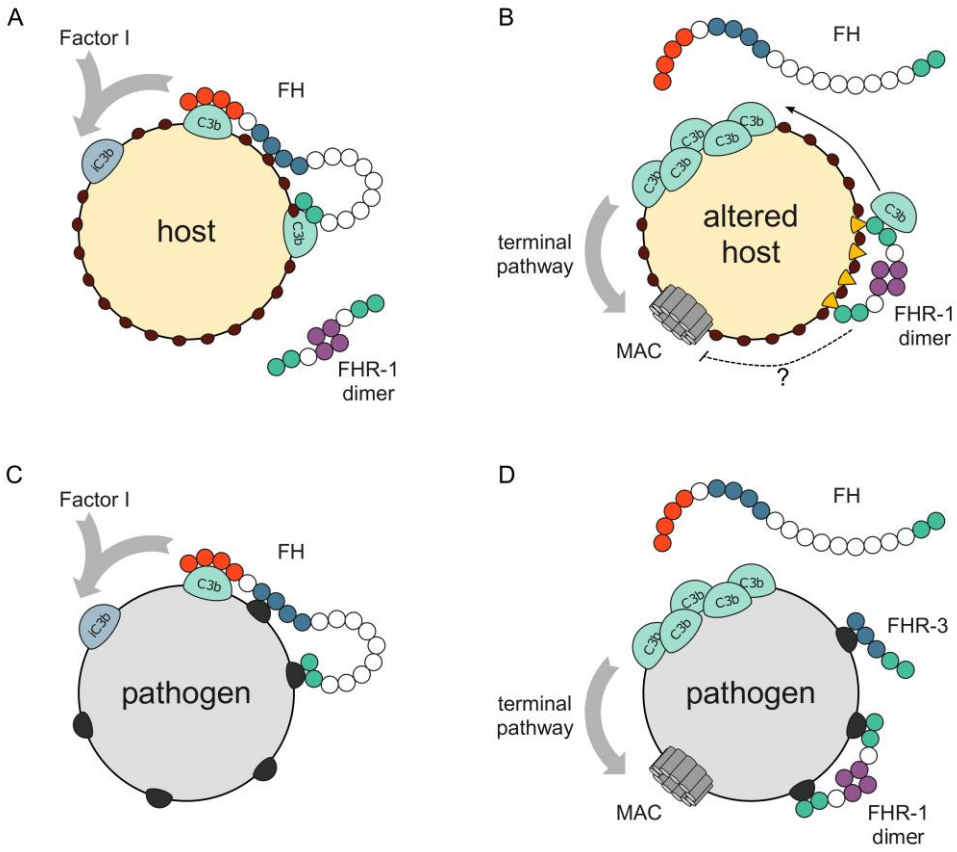 A
Factor I
FH
C3b
iC3b
host
C3b
FHR-1
dimer
B
FH
C3b
C3b
C3b
C3b
C3b
altered
host
terminal
pathway
C3b
FHR-1
dimer
MAC
?
C
Factor I
FH
C3b
iC3b
pathogen
D
FH
C3b
C3b
C3b
C3b
C3b
FHR-3
pathogen
terminal
pathway
MAC
FHR-1
dimer